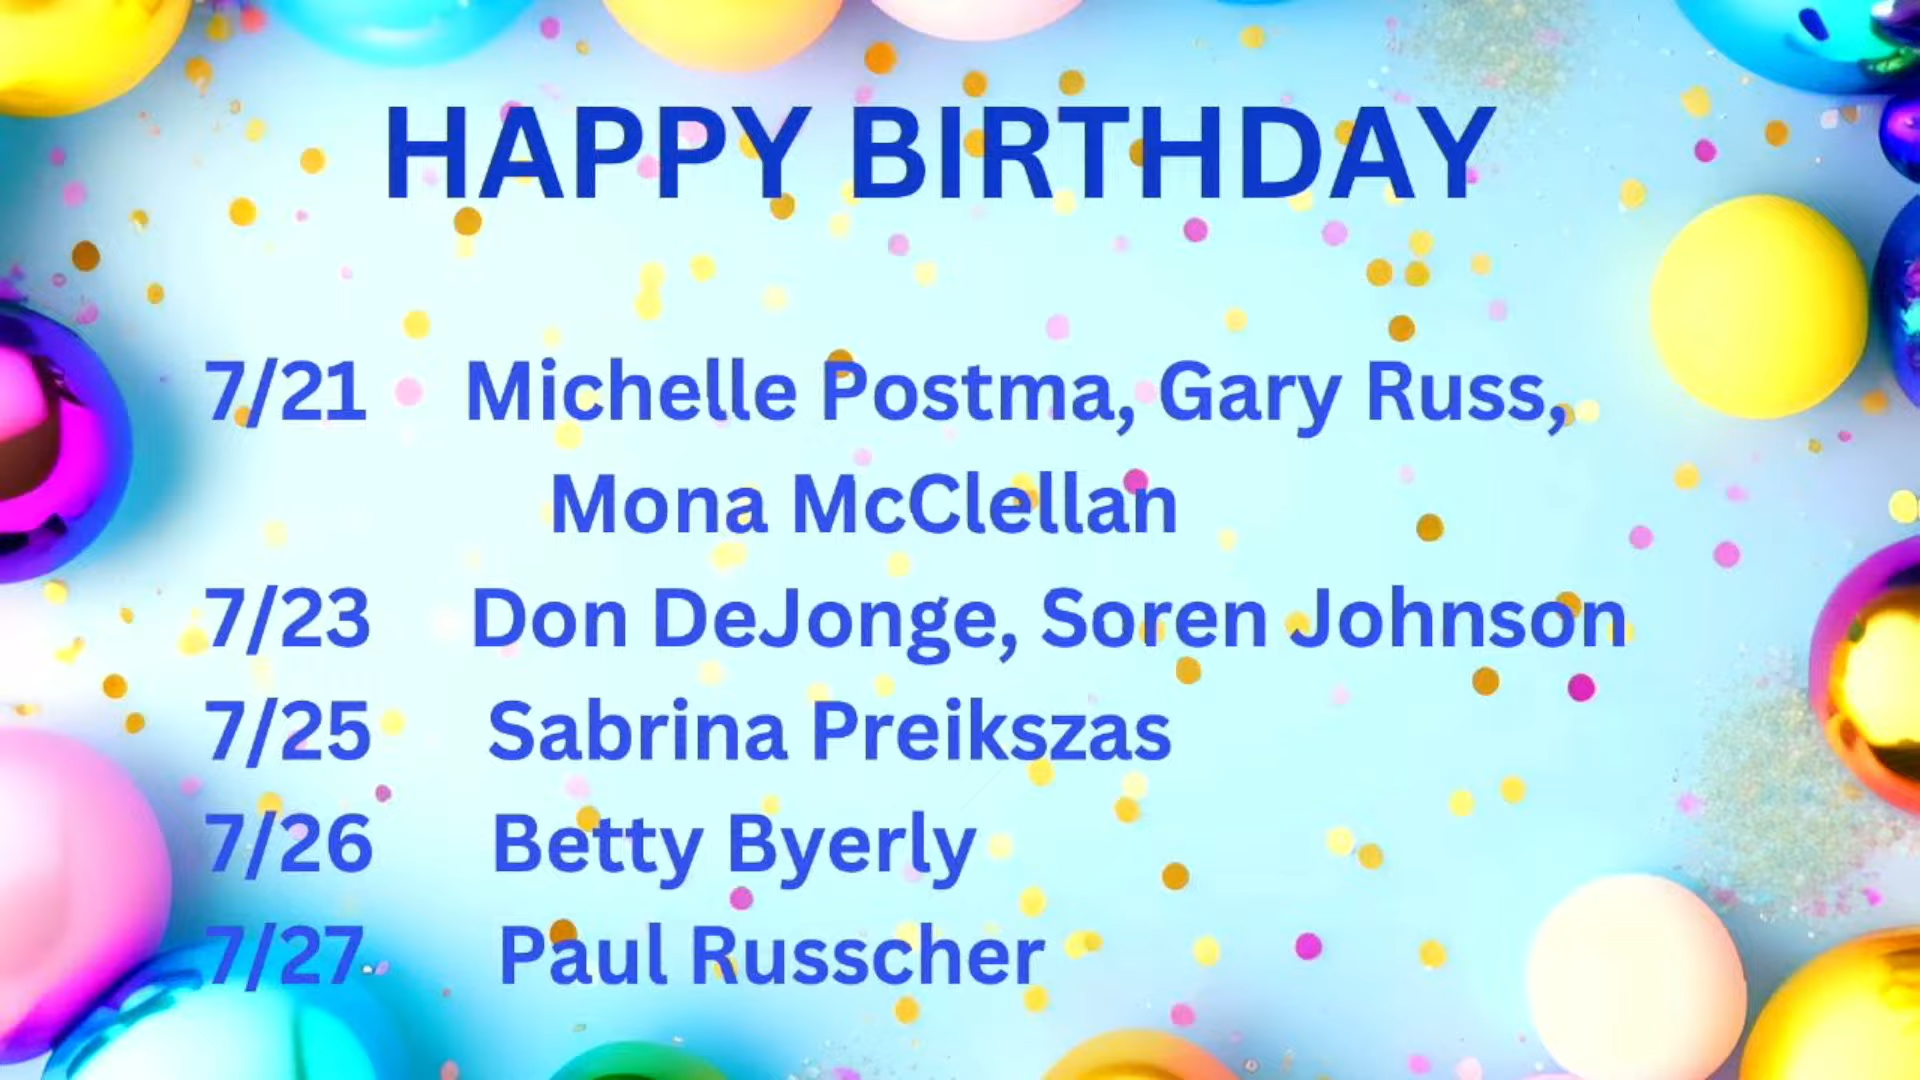 HAPPY BIRTHDAY
7/21 Michelle Postma, Gary Russ,
Mona McClellan
7/23 Don DeJonge, Soren Johnson
7/25 Sabrina Preikszas
7/26 Betty Byerly
7/27 Paul Russcher